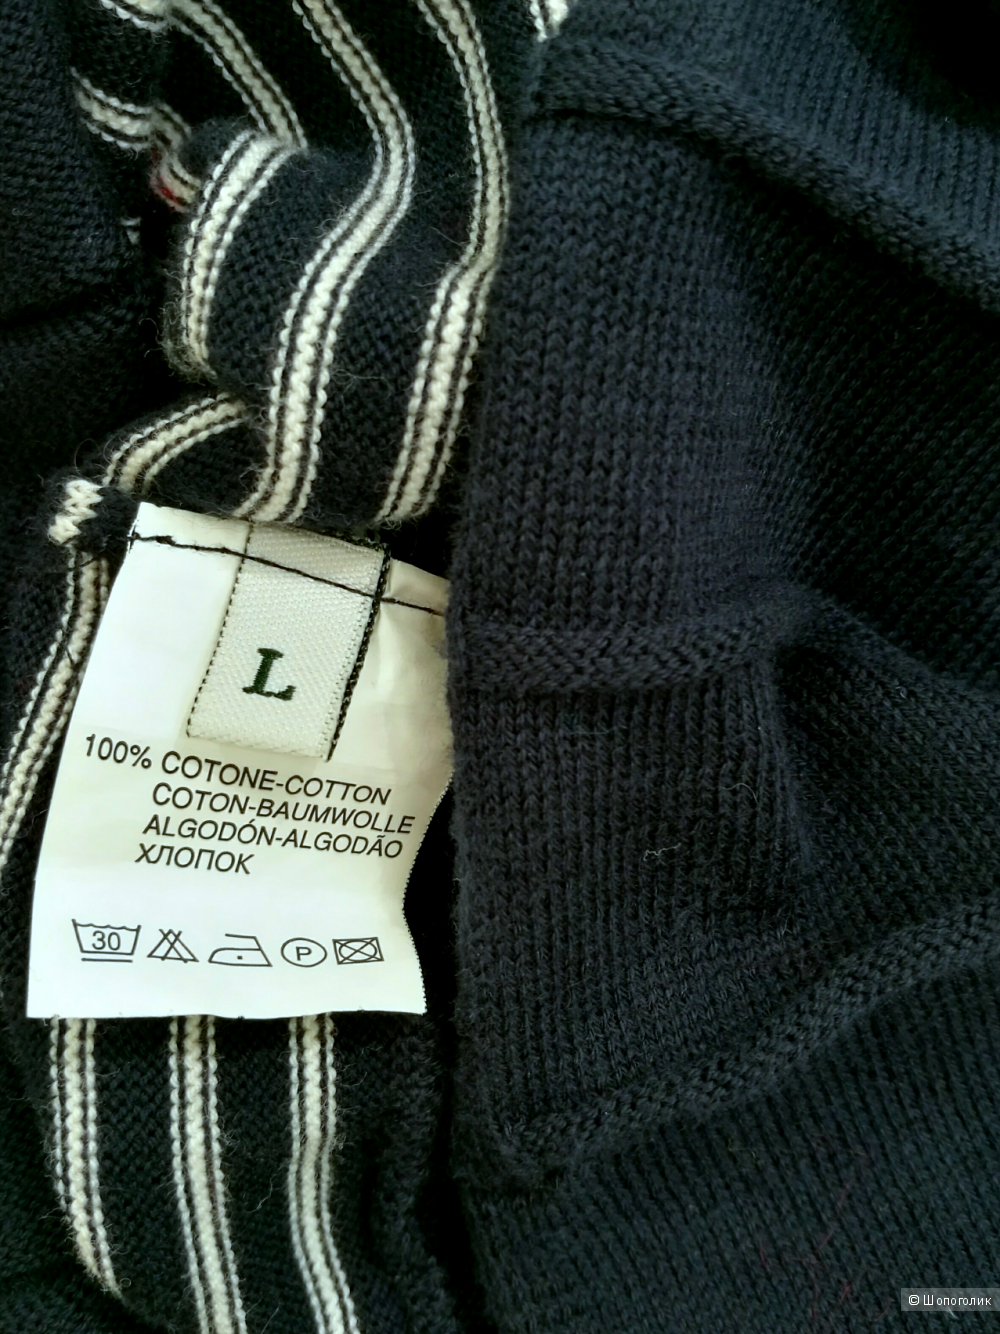 L
100% COTONE-COTTON
COTON-BAUMWOLLE
ALGODÓN-ALGODÃO
ХЛОПОК
30
P
© Шопоголик